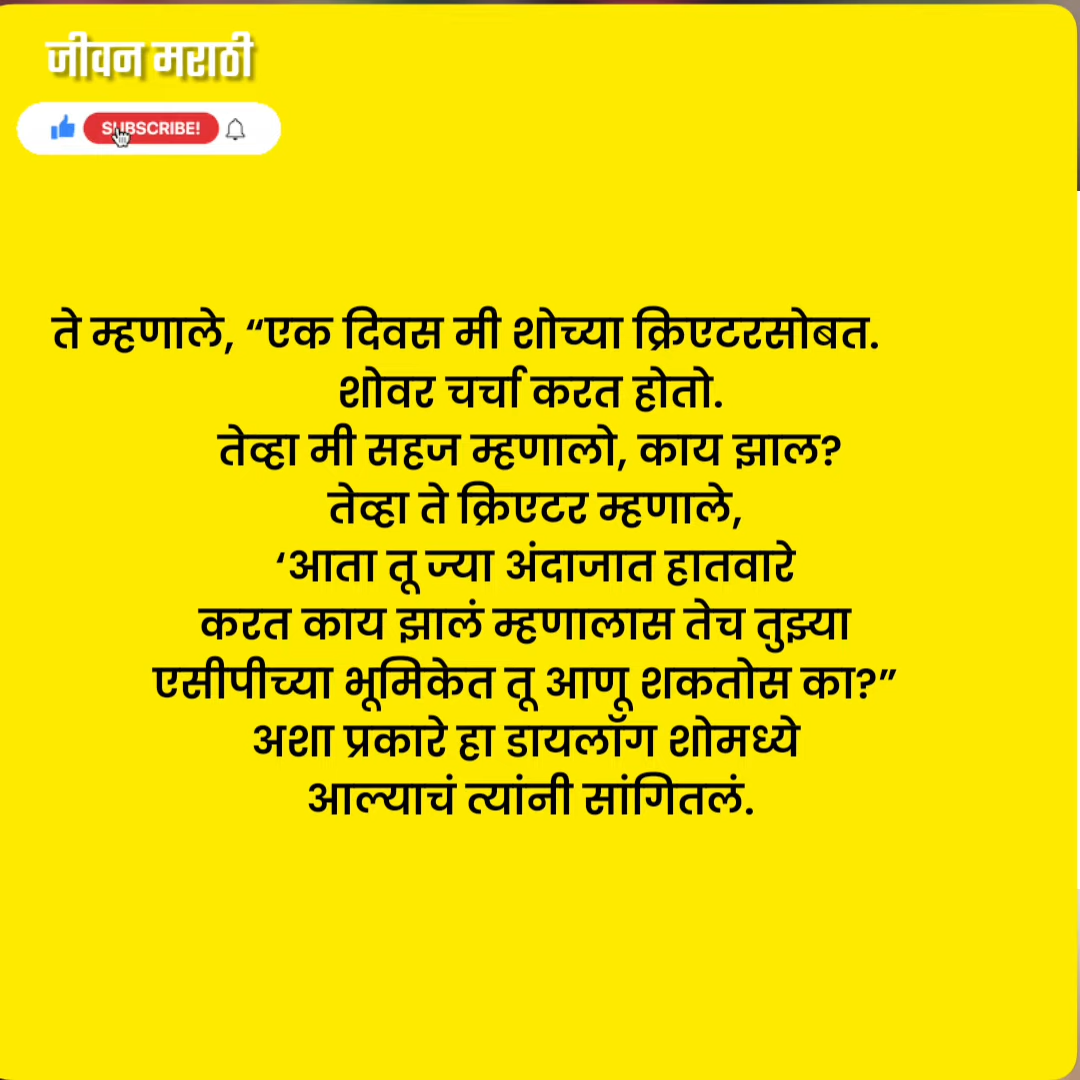 जीवन मराठी
SUBSCRIBE!
ते म्हणाले, “एक दिवस मी शोच्या क्रिएटरसोबत.
शोवर चर्चा करत होतो.
तेव्हा मी सहज म्हणालो, काय झाल?
तेव्हा ते क्रिएटर म्हणाले,
‘आता तू ज्या अंदाजात हातवारे
करत काय झालं म्हणालास तेच तुझ्या
एसीपीच्या भूमिकेत तू आणू शकतोस का?”
अशा प्रकारे हा डायलॉग शोमध्ये
आल्याचं त्यांनी सांगितलं.